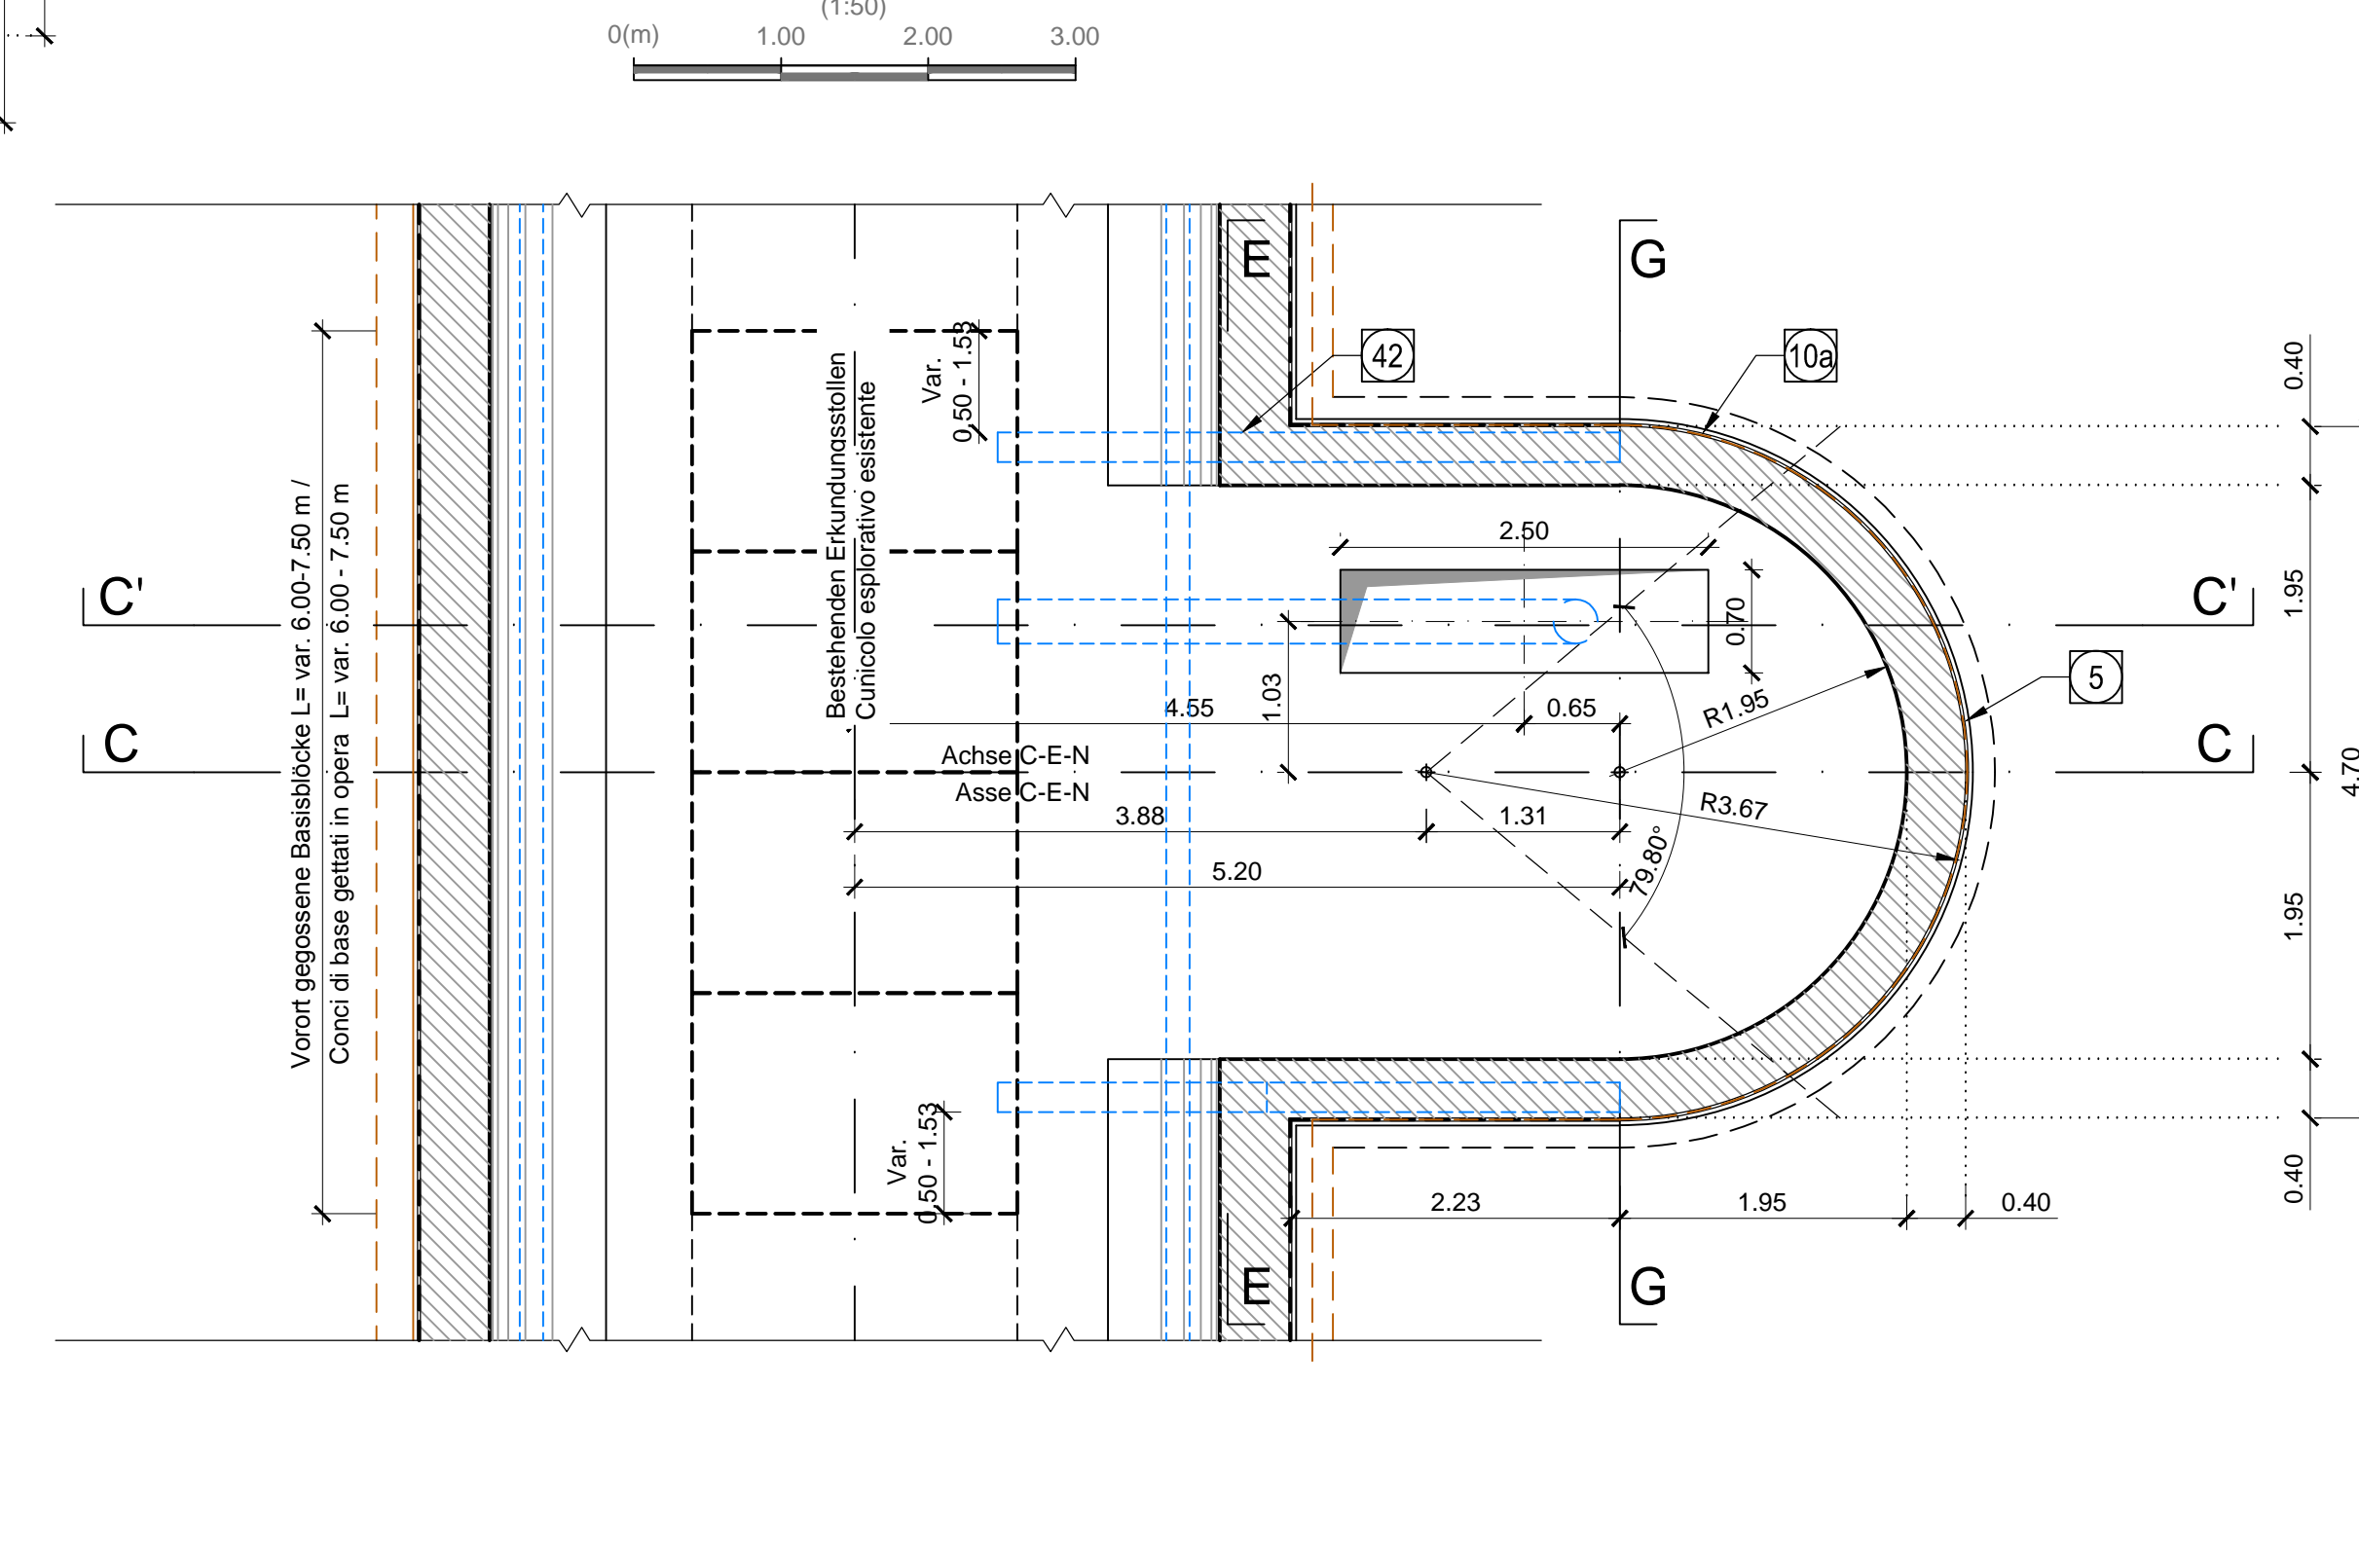 (1:50)
0(m) 1.00 2.00 3.00
E
G
42
10a
0.40
Var.
0.50 - 1.53
Bestehenden Erkundungsstollen
Cunicolo esplorativo esistente
Vorort gegossene Basisblöcke L= var. 6.00-7.50 m /
Conci di base gettati in opera L= var. 6.00 - 7.50 m
2.50
C'
C'
0.70
1.95
5
1.03
R1.95
4.55
0.65
C
C
Achse C-E-N
Asse C-E-N
4.70
R3.67
3.88
1.31
79.80°
5.20
1.95
Var.
0.50 - 1.53
2.23
1.95
0.40
0.40
E
G